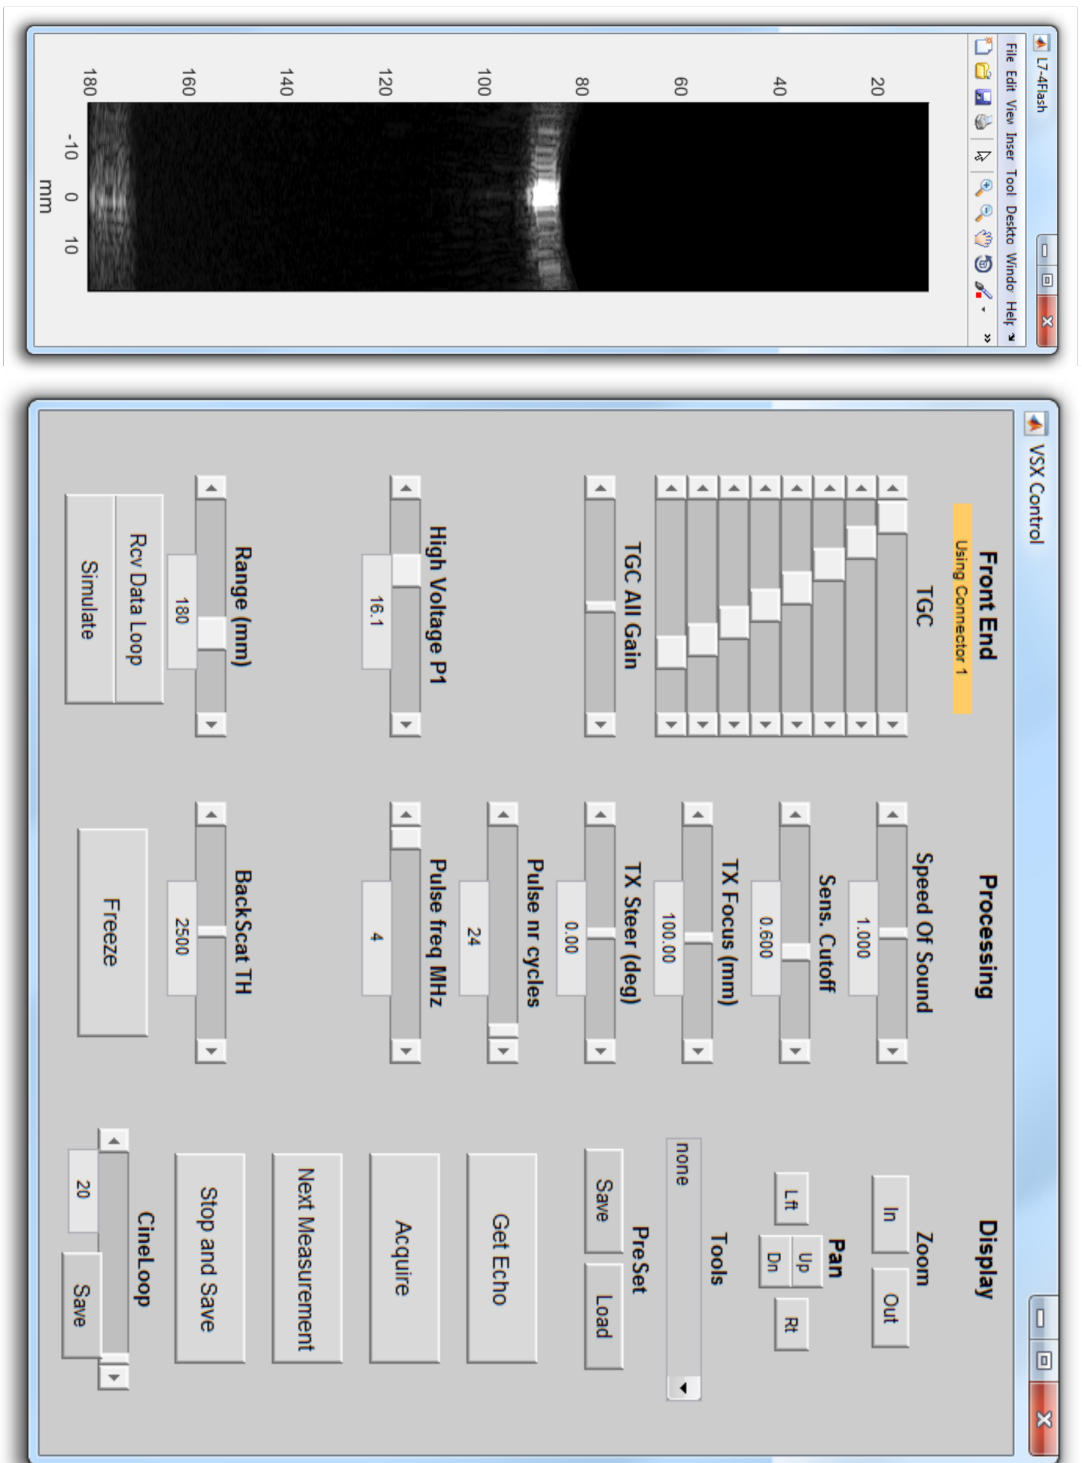 L7-4Flash
File Edit View Inser Tool Deskto Windo Help
20
40
60
80
100
120
140
160
180
-10 0 10
mm
VSX Control
Front End
Using Connector 1
TGC
TGC All Gain
High Voltage P1
16.1
Range (mm)
180
Rcv Data Loop
Simulate
Processing
Speed Of Sound
1.000
Sens. Cutoff
0.600
TX Focus (mm)
100.00
TX Steer (deg)
0.00
Pulse nr cycles
24
Pulse freq MHz
4
BackScat TH
2500
Freeze
Display
Zoom
In Out
Pan
Lft Up Dn Rt
Tools
none
PreSet
Save Load
Get Echo
Acquire
Next Measurement
Stop and Save
CineLoop
20 Save